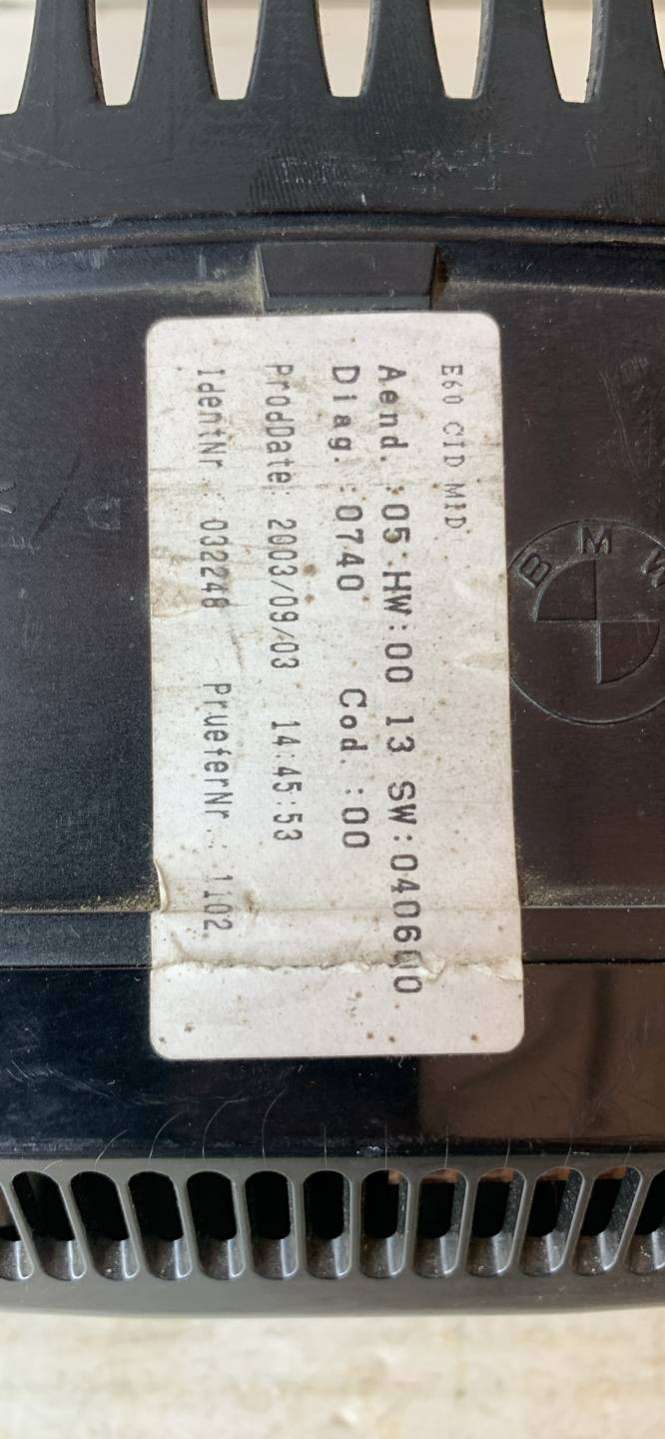 E60 CID MID
Aend. :05 HW:00 13 SW:040600
Diag. :0740 Cod. :00
ProdDate: 2003/09/03 14:45:53
IdentNr : 032248 PrueferNr. : 1102
BMW